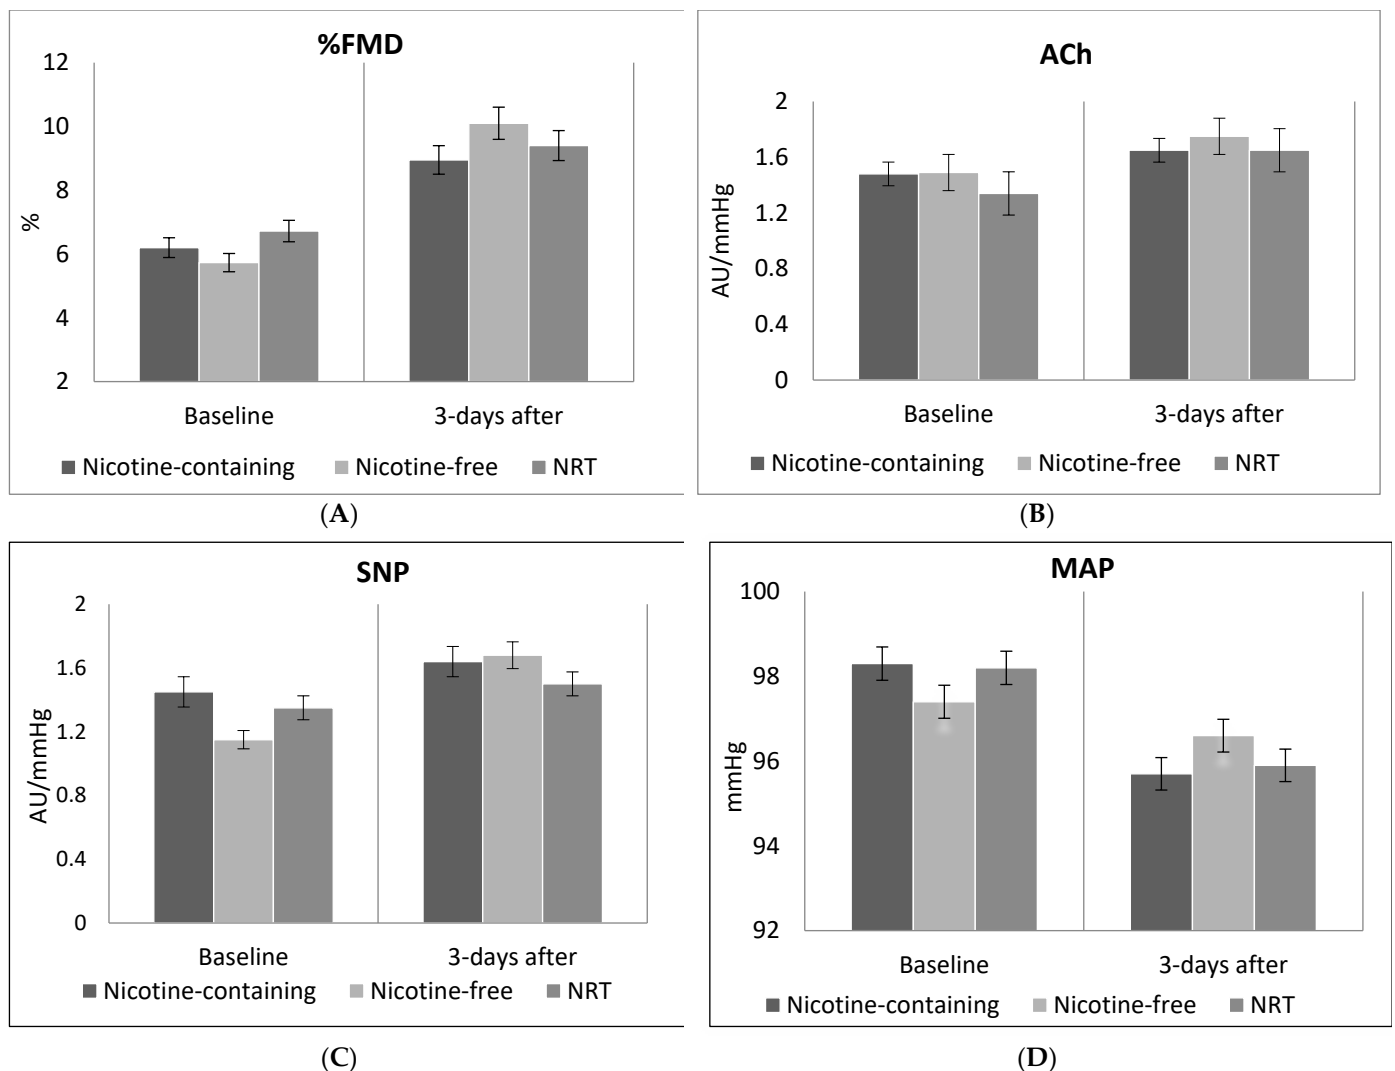 %FMD
12
10
8
6
4
2
%
Baseline 3-days after
Nicotine-containing Nicotine-free NRT
(A)
ACh
2
1.6
1.2
0.8
0.4
0
AU/mmHg
Baseline 3-days after
Nicotine-containing Nicotine-free NRT
(B)
SNP
2
1.6
1.2
0.8
0.4
0
AU/mmHg
Baseline 3-days after
Nicotine-containing Nicotine-free NRT
(C)
MAP
100
98
96
94
92
mmHg
Baseline 3-days after
Nicotine-containing Nicotine-free NRT
(D)